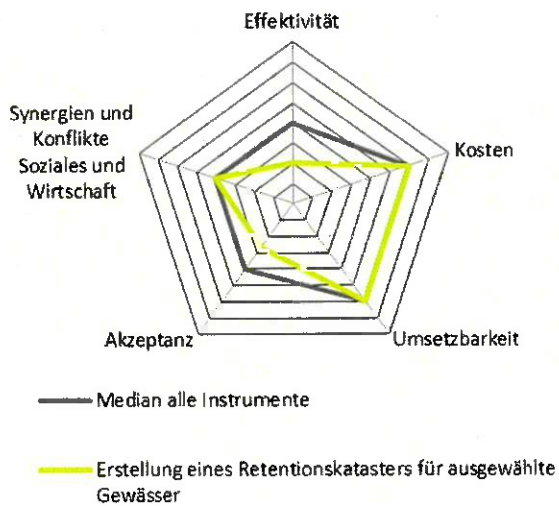 Effektivität
Synergien und
Konflikte
Soziales und
Wirtschaft
Kosten
Akzeptanz
Umsetzbarkeit
Median alle Instrumente
Erstellung eines Retentionskatasters für ausgewählte
Gewässer